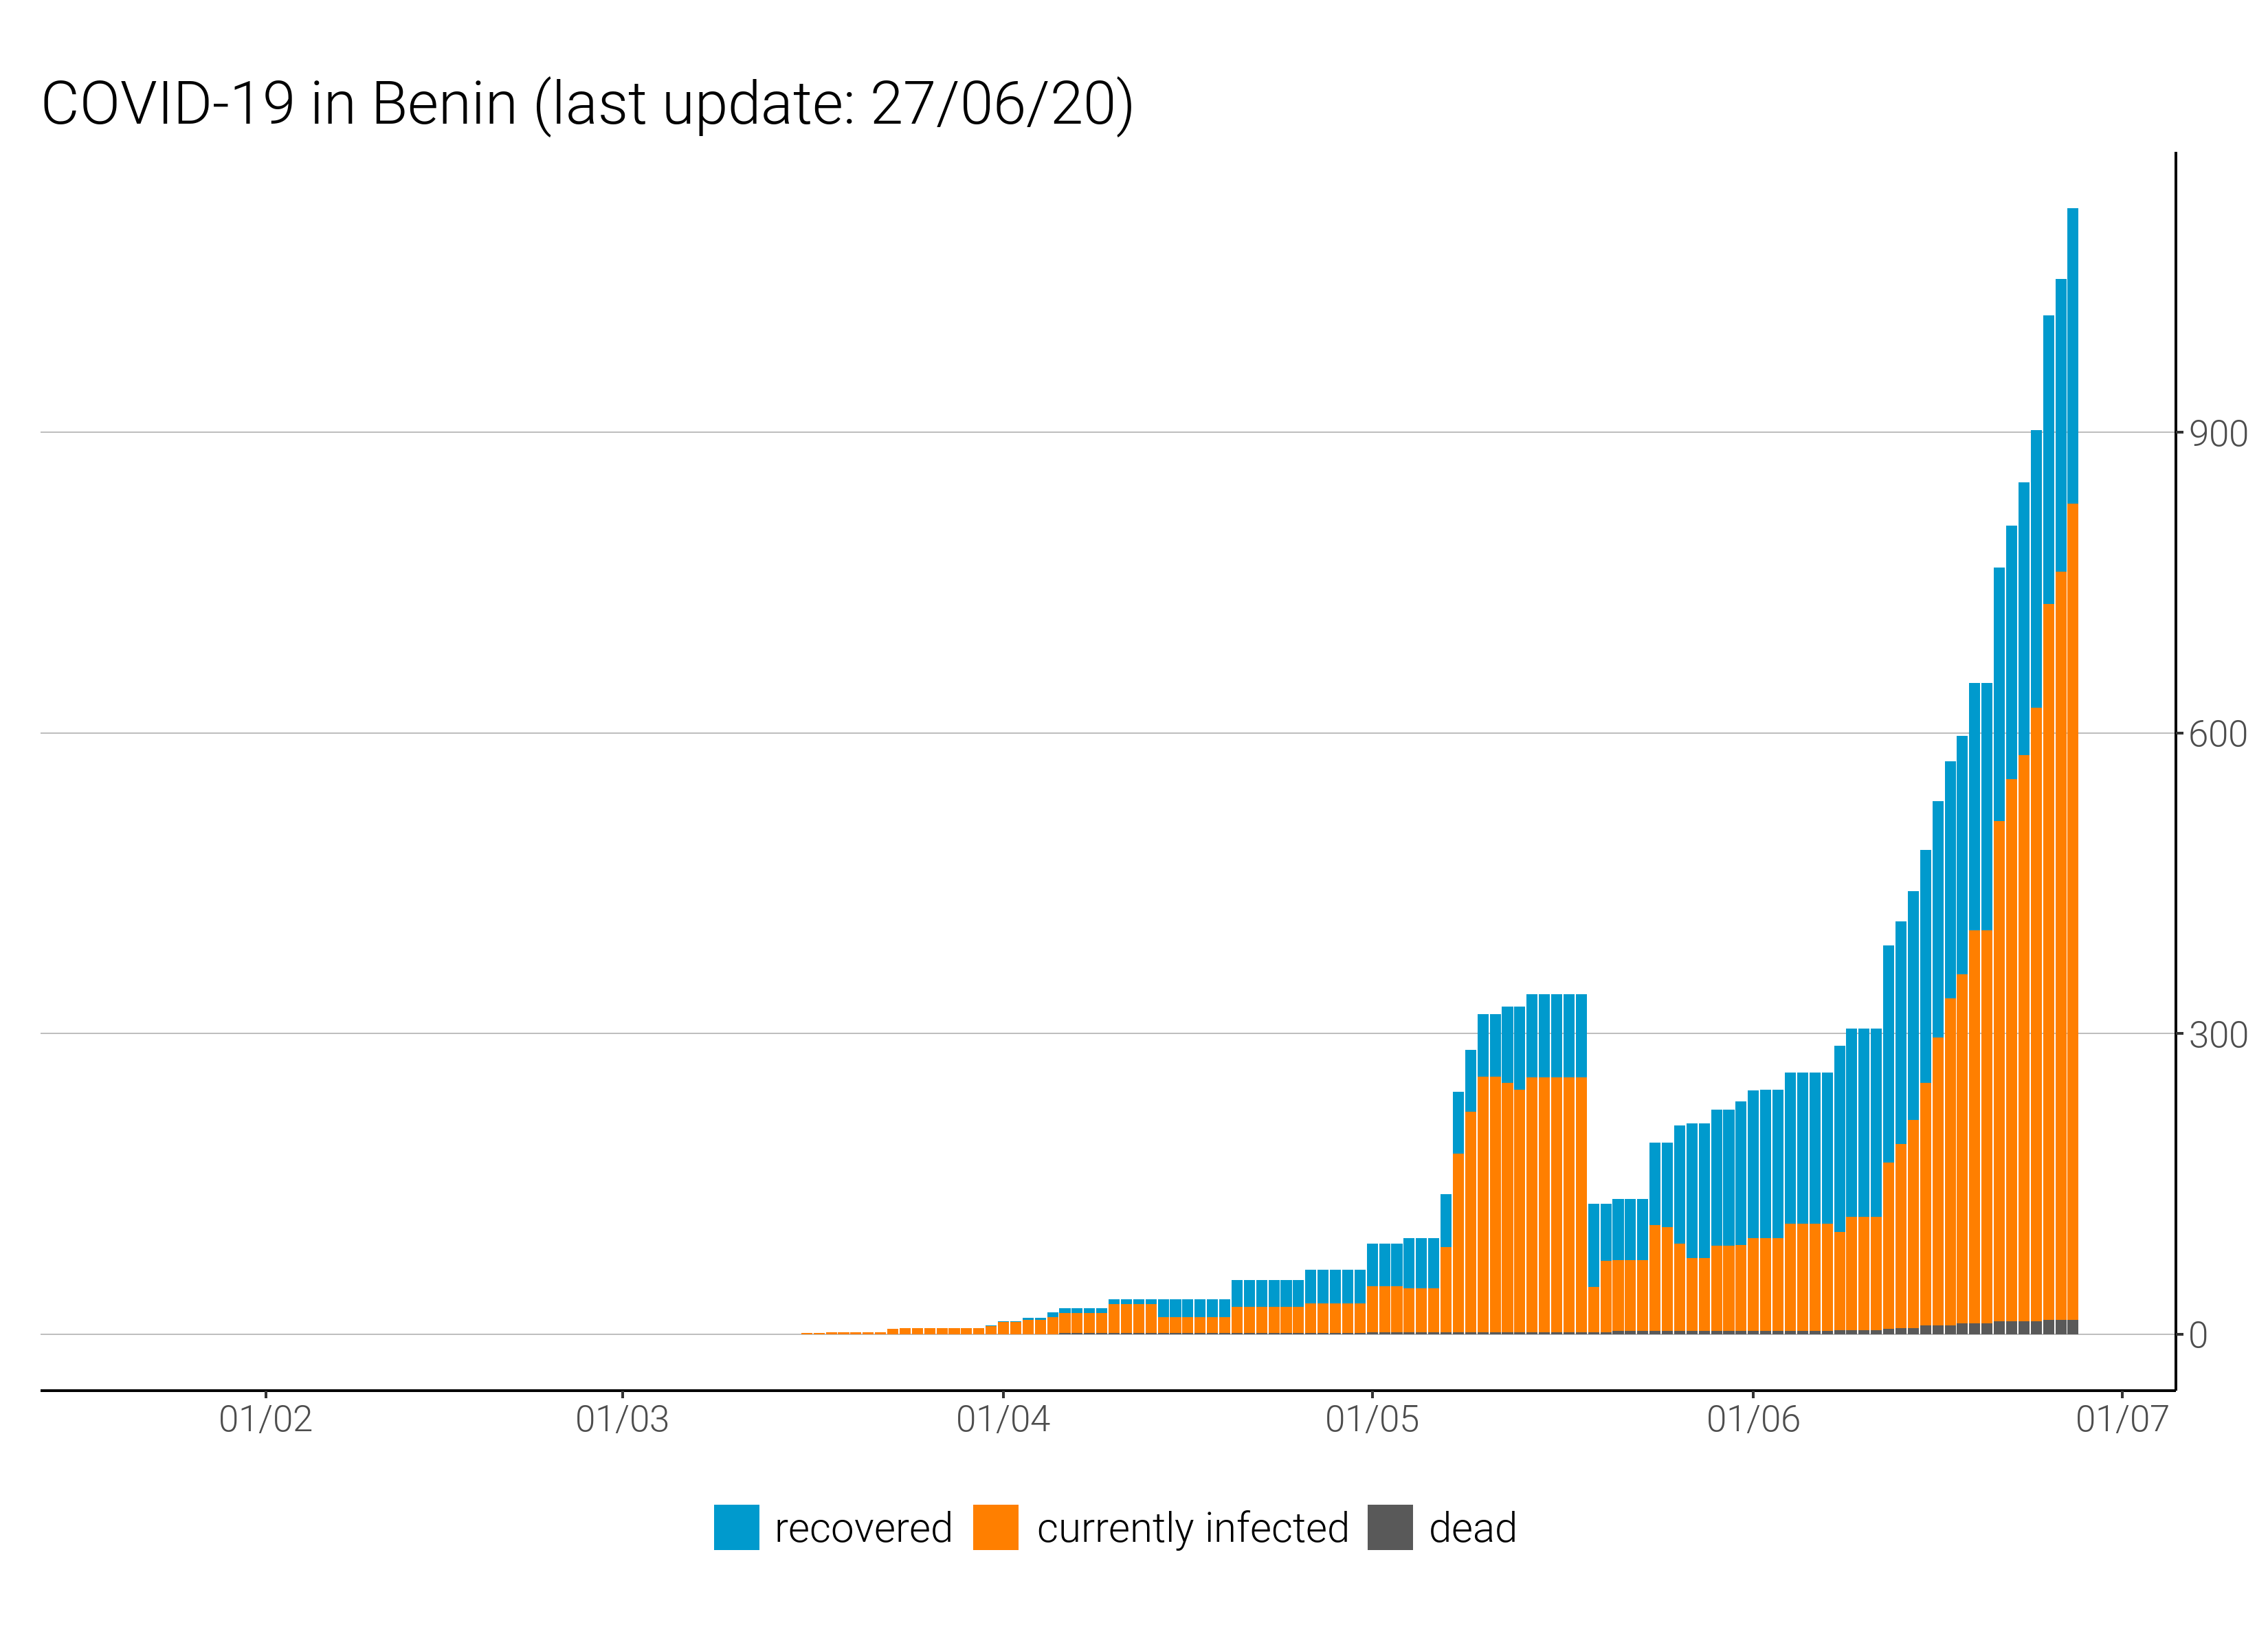 COVID-19 in Benin (last update: 27/06/20)
900
600
300
0
01/02 01/03 01/04 01/05 01/06 01/07
recovered currently infected dead